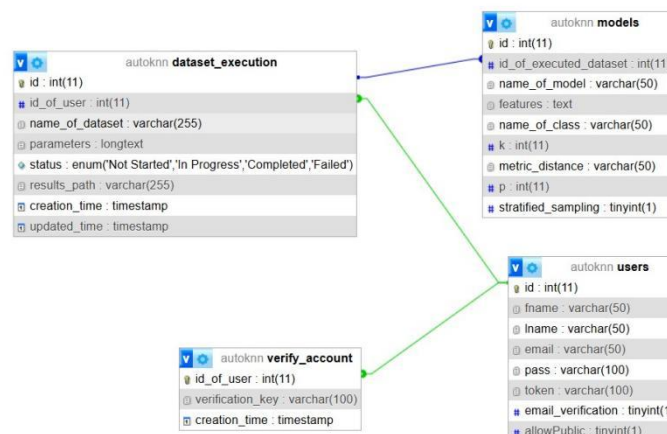 autoknn models
id : int(11)
id_of_executed_dataset : int(11
name_of_model : varchar(50)
features : text
name_of_class : varchar(50)
k : int(11)
metric_distance : varchar(50)
p : int(11)
stratified_sampling : tinyint(1)
autoknn dataset_execution
id : int(11)
id_of_user : int(11)
name_of_dataset : varchar(255)
parameters : longtext
status : enum('Not Started','In Progress','Completed','Failed')
results_path : varchar(255)
creation_time : timestamp
updated_time : timestamp
autoknn users
id : int(11)
fname : varchar(50)
lname : varchar(50)
email : varchar(50)
pass : varchar(100)
token : varchar(100)
email_verification : tinyint(1
allowPublic : tinyint(1)
autoknn verify_account
id_of_user : int(11)
verification_key : varchar(100)
creation_time : timestamp